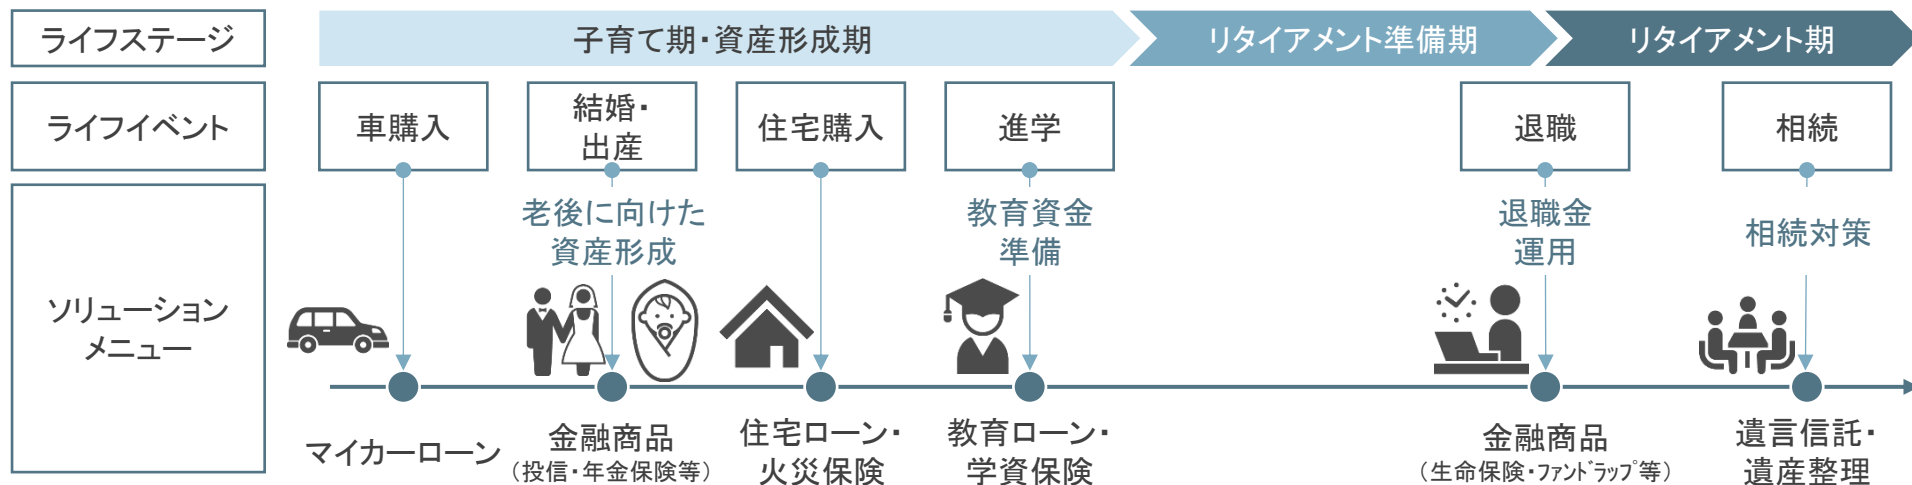 ライフステージ
子育て期・資産形成期
リタイアメント準備期
リタイアメント期
ライフイベント
車購入
結婚・
出産
住宅購入
進学
退職
相続
ソリューション
メニュー
老後に向けた
資産形成
教育資金
準備
退職金
運用
相続対策
マイカーローン
金融商品
（投信・年金保険等）
住宅ローン・
火災保険
教育ローン・
学資保険
金融商品
（生命保険・ファンドラップ等）
遺言信託・
遺産整理